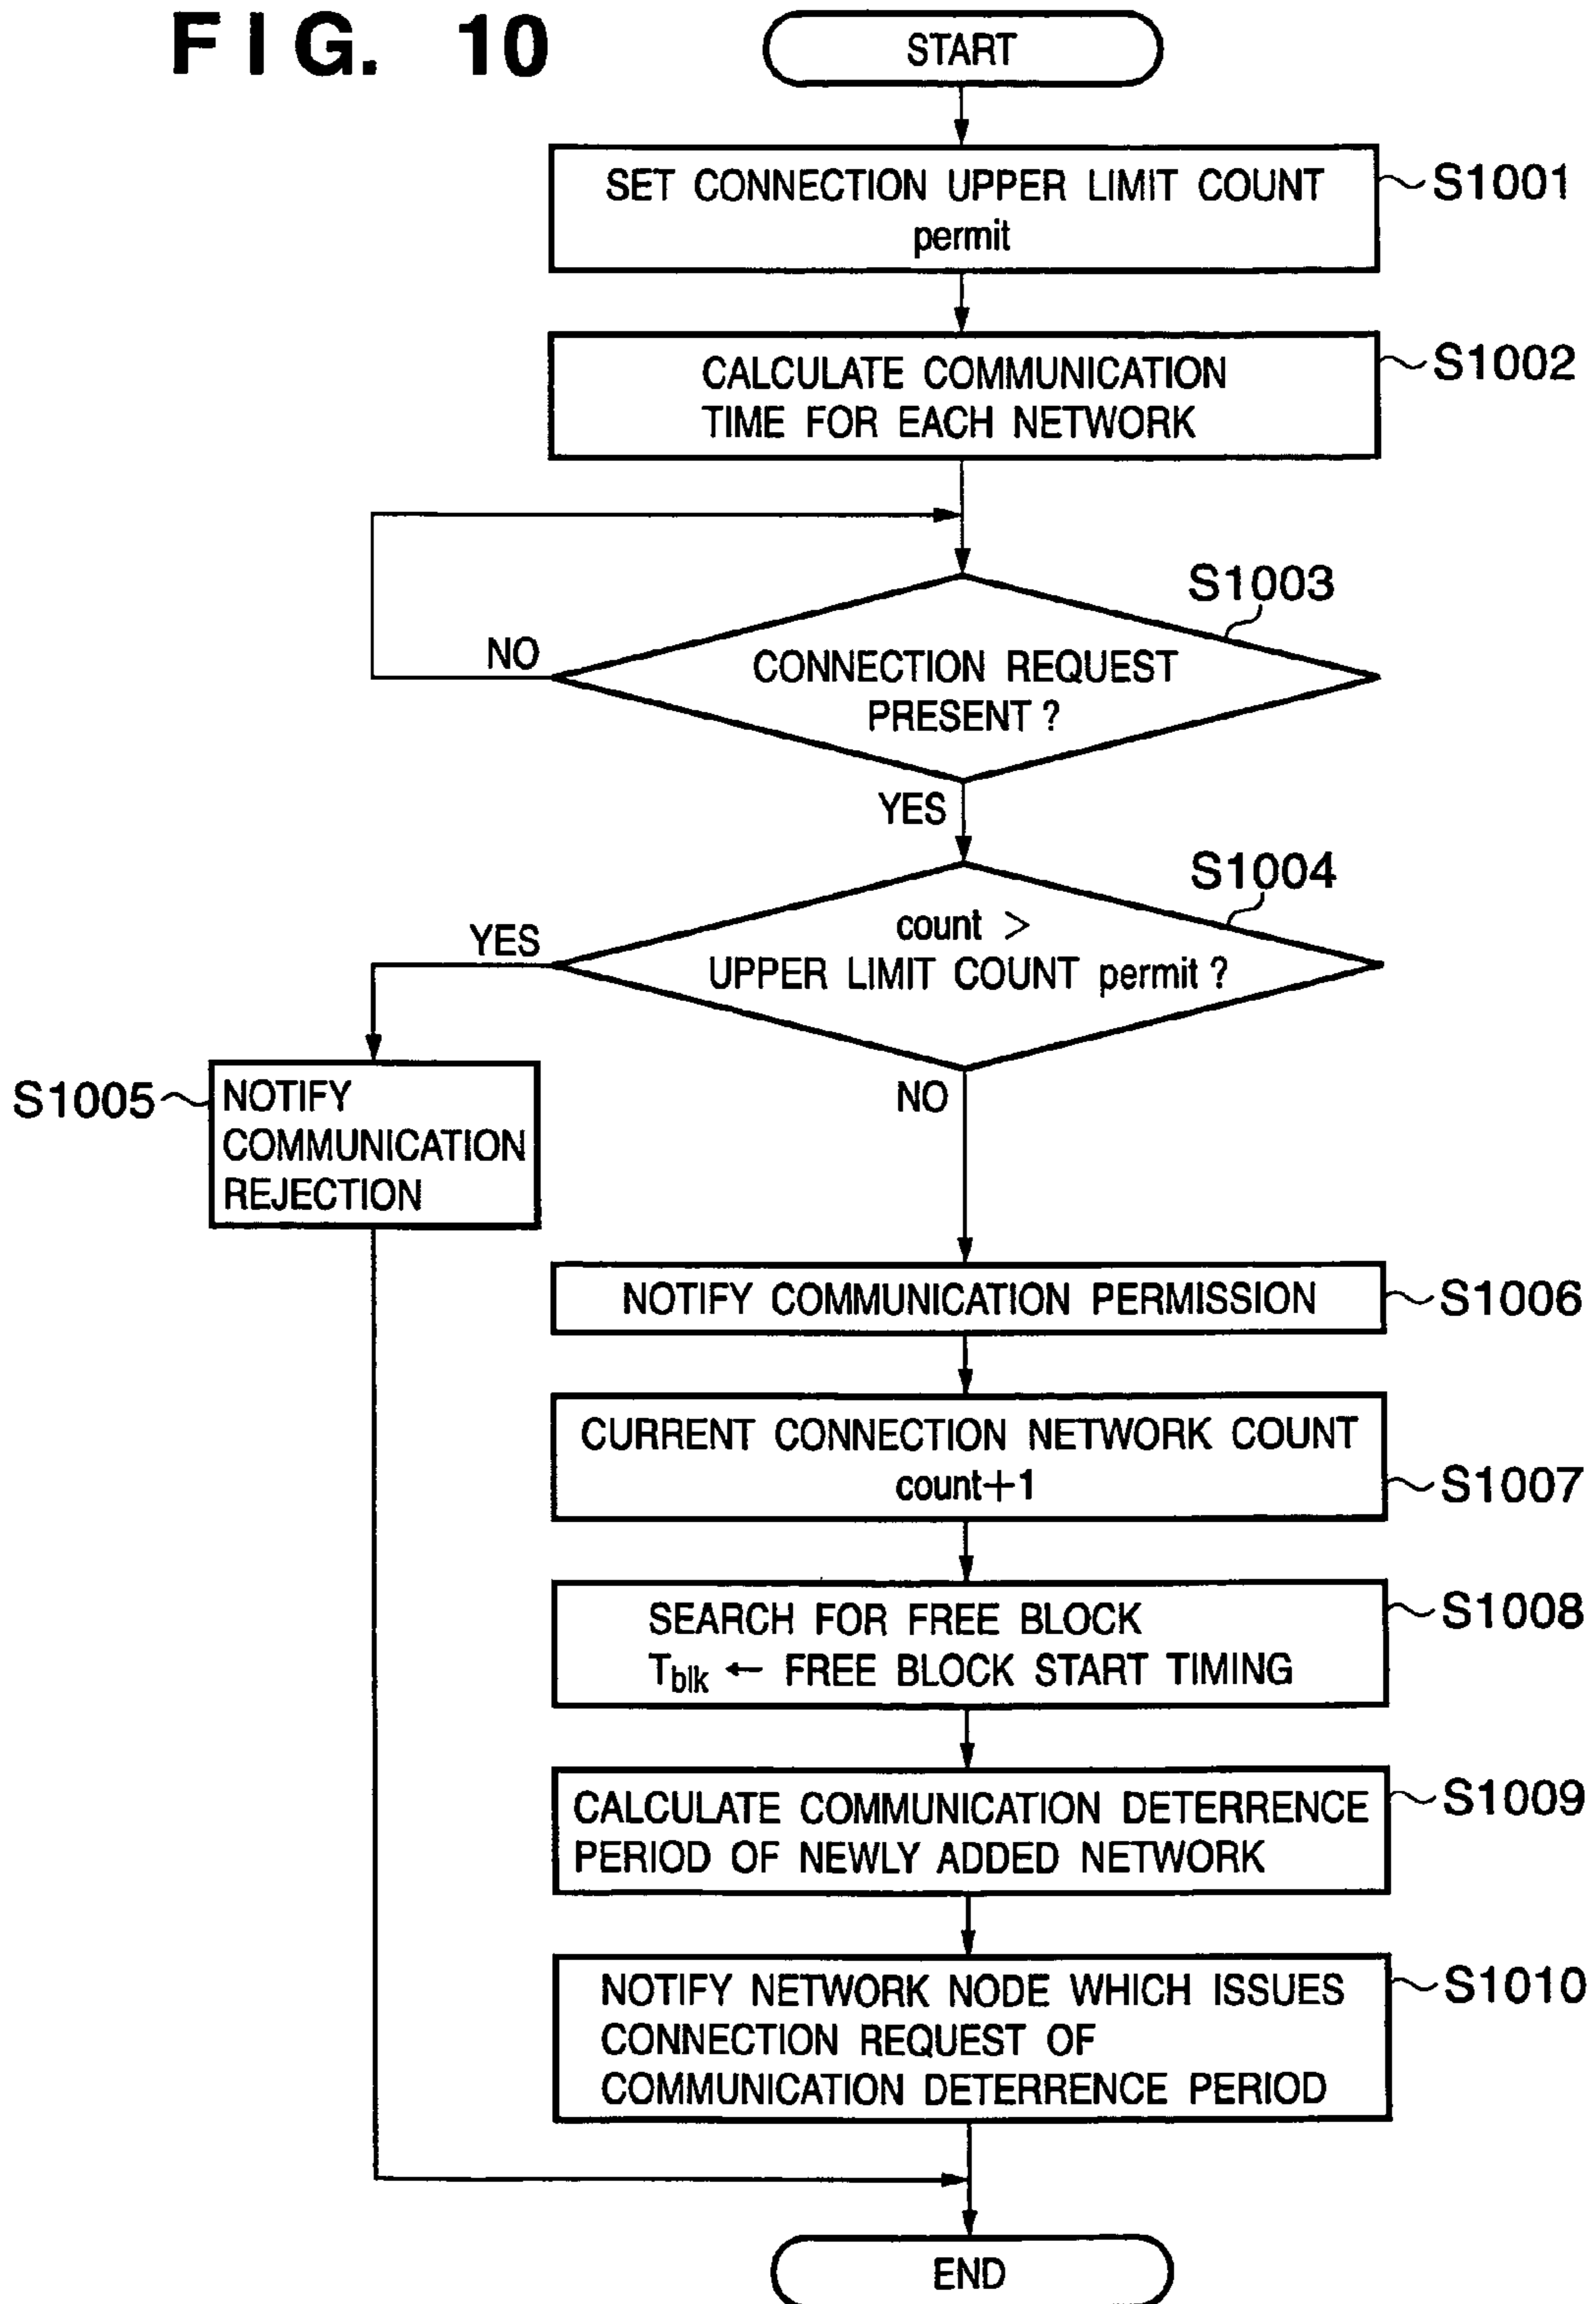 FIG. 10
START
SET CONNECTION UPPER LIMIT COUNT
permit
S1001
CALCULATE COMMUNICATION
TIME FOR EACH NETWORK
S1002
S1003
NO
CONNECTION REQUEST
PRESENT ?
YES
S1004
YES
count >
UPPER LIMIT COUNT permit ?
NO
S1005
NOTIFY
COMMUNICATION
REJECTION
NOTIFY COMMUNICATION PERMISSION
S1006
CURRENT CONNECTION NETWORK COUNT
count+1
S1007
SEARCH FOR FREE BLOCK
Tblk ← FREE BLOCK START TIMING
S1008
CALCULATE COMMUNICATION DETERRENCE
PERIOD OF NEWLY ADDED NETWORK
S1009
NOTIFY NETWORK NODE WHICH ISSUES
CONNECTION REQUEST OF
COMMUNICATION DETERRENCE PERIOD
S1010
END